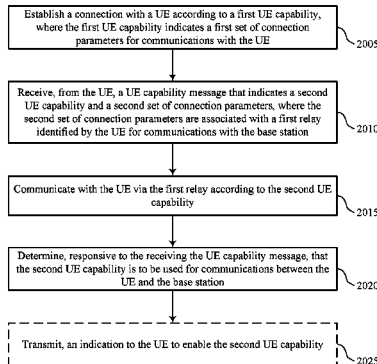 Establish a connection with a UE according to a first UE capability,
where the first UE capability indicates a first set of connection
parameters for communications with the UE
2005
Receive, from the UE, a UE capability message that indicates a second
UE capability and a second set of connection parameters, where the
second set of connection parameters are associated with a first relay
identified by the UE for communications with the base station
2010
Communicate with the UE via the first relay according to the second UE
capability
2015
Determine, responsive to the receiving the UE capability message, that
the second UE capability is to be used for communications between the
UE and the base station
2020
Transmit, an indication to the UE to enable the second UE capability
2025